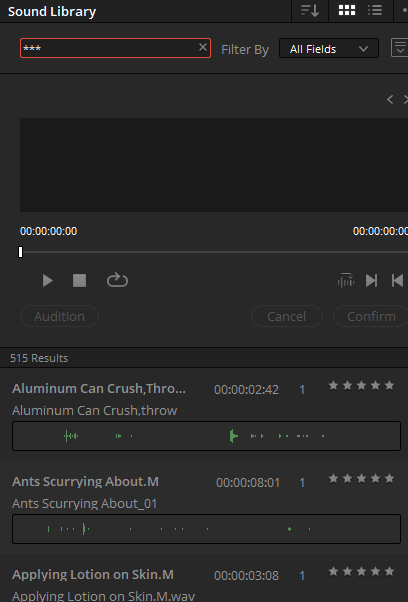 Sound Library
***
Filter By
All Fields
00:00:00:00
00:00:00:00
Audition
Cancel
Confirm
515 Results
Aluminum Can Crush,Thro... 00:00:02:42 1
Aluminum Can Crush,throw
Ants Scurrying About.M 00:00:08:01 1
Ants Scurrying About_01
Applying Lotion on Skin.M 00:00:03:08 1
Applying Lotion on Skin.M.wav